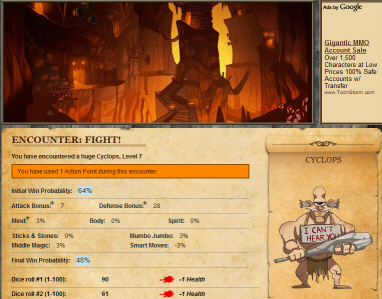 Ads by Google
Gigantic MMO
Account Sale
Over 1,500
Characters at Low
Prices 100% Safe
Accounts w/
Transfer
www.ToonStorm.com
ENCOUNTER: FIGHT!
You have encountered a huge Cyclops, Level 7
You have used 1 Action Point during this encounter.
Initial Win Probability: 64%
Attack Bonus:+ 7 Defense Bonus:+ 28
Mind:+ 3% Body: 0% Spirit: 0%
Sticks & Stones: 0% Mumbo Jumbo: 3%
Middle Magic: 3% Smart Moves: -3%
Final Win Probability: 48%
Dice roll #1 (1-100): 90 -1 Health
Dice roll #2 (1-100): 61 -1 Health
CYCLOPS
I CAN'T
HEAR YOU